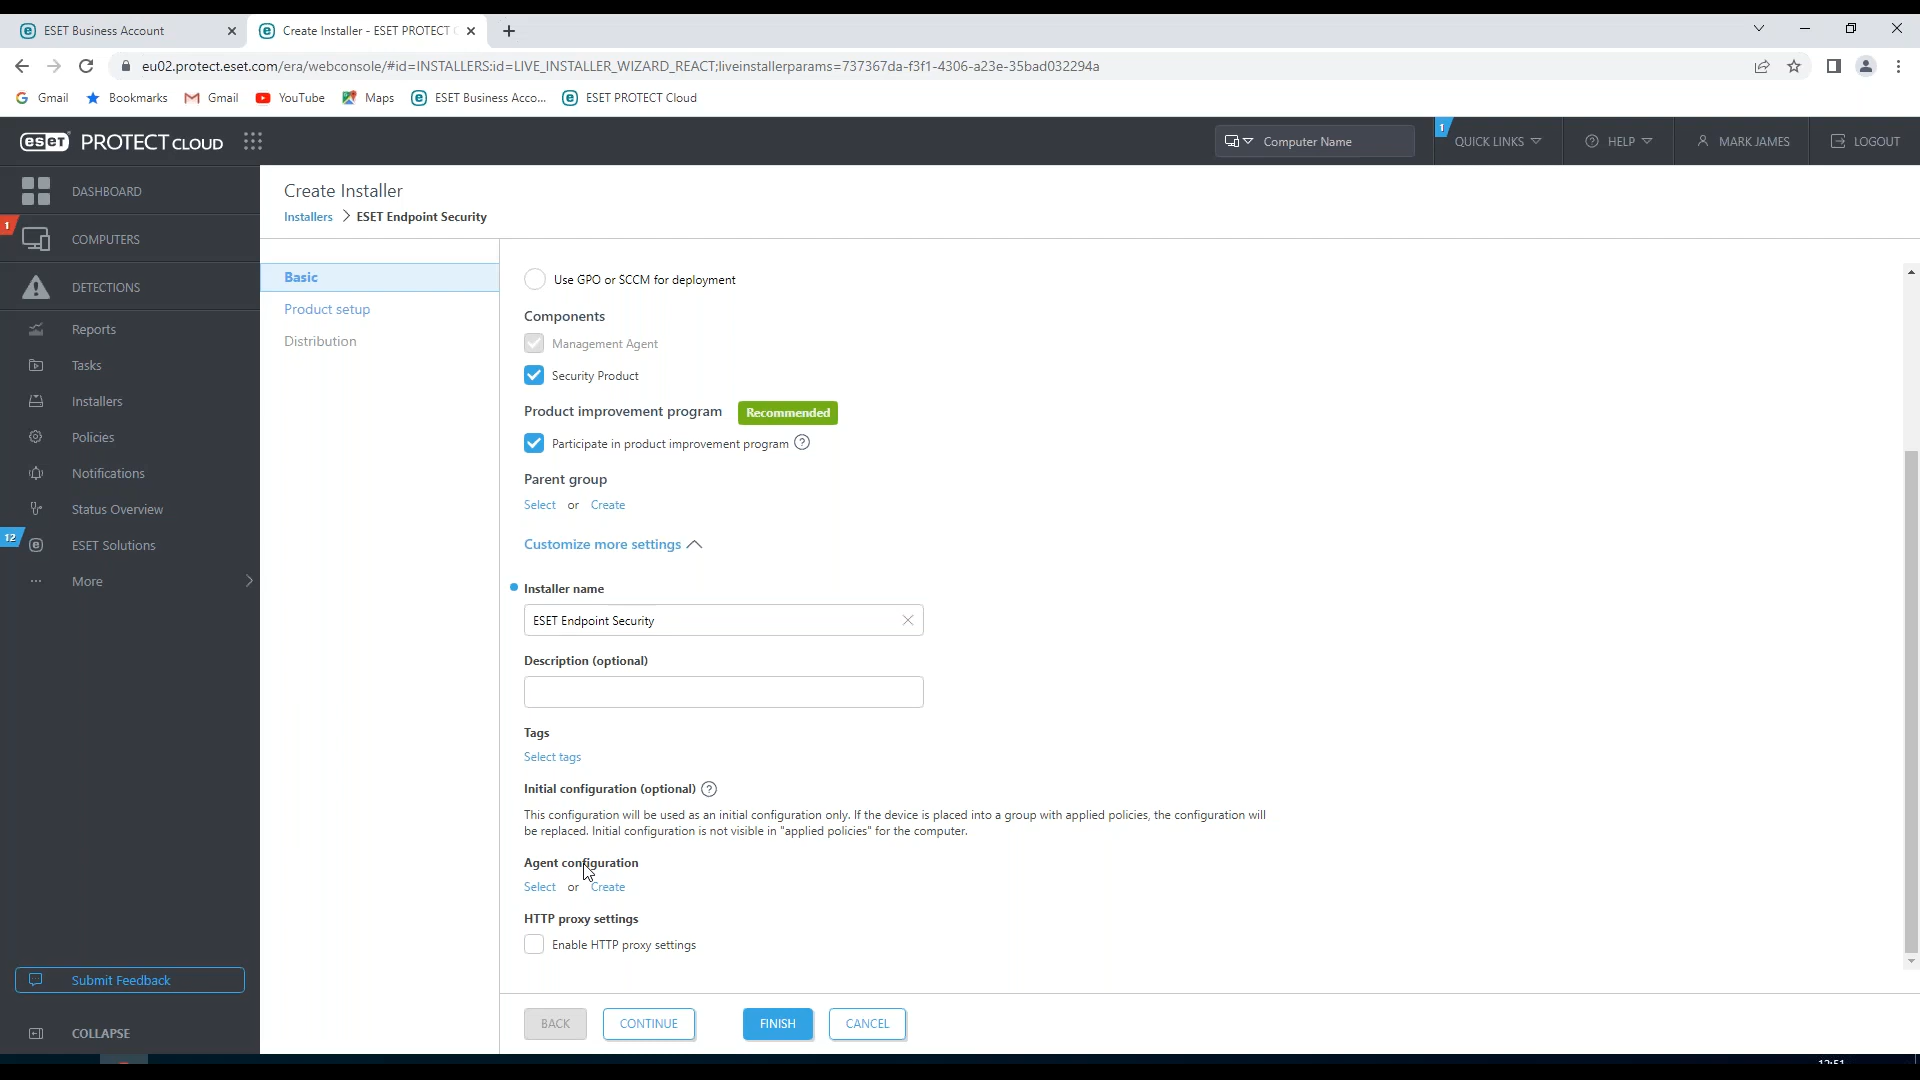 ESET Business Account
Create Installer - ESET PROTECT C
eu02.protect.eset.com/era/webconsole/#id=INSTALLERS:id=LIVE_INSTALLER_WIZARD_REACT;liveinstallerparams=737367da-f3f1-4306-a23e-35bad032294a
Gmail Bookmarks Gmail YouTube Maps ESET Business Acco... ESET PROTECT Cloud
eset PROTECT CLOUD
Computer Name
1
QUICK LINKS
HELP
MARK JAMES
LOGOUT
DASHBOARD
1
COMPUTERS
DETECTIONS
Reports
Tasks
Installers
Policies
Notifications
Status Overview
12
ESET Solutions
More
Submit Feedback
COLLAPSE
Create Installer
Installers > ESET Endpoint Security
Basic
Product setup
Distribution
Use GPO or SCCM for deployment
Components
Management Agent
Security Product
Product improvement program Recommended
Participate in product improvement program ?
Parent group
Select or Create
Customize more settings
Installer name
ESET Endpoint Security
Description (optional)
Tags
Select tags
Initial configuration (optional) ?
This configuration will be used as an initial configuration only. If the device is placed into a group with applied policies, the configuration will
be replaced. Initial configuration is not visible in "applied policies" for the computer.
Agent configuration
Select or Create
HTTP proxy settings
Enable HTTP proxy settings
BACK CONTINUE FINISH CANCEL